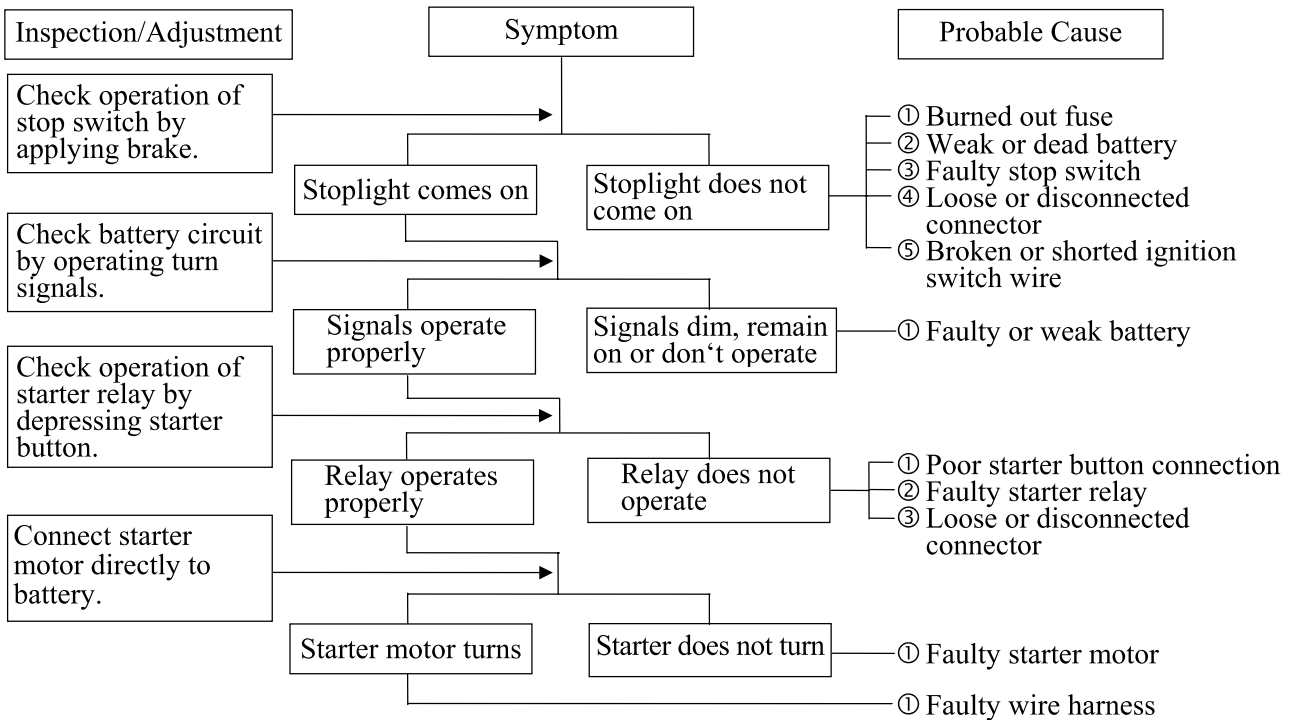 Inspection/Adjustment
Symptom
Probable Cause
Check operation of
stop switch by
applying brake.
Stoplight comes on
Stoplight does not
come on
① Burned out fuse
② Weak or dead battery
③ Faulty stop switch
④ Loose or disconnected
connector
⑤ Broken or shorted ignition
switch wire
Check battery circuit
by operating turn
signals.
Signals operate
properly
Signals dim, remain
on or don‘t operate
① Faulty or weak battery
Check operation of
starter relay by
depressing starter
button.
Relay operates
properly
Relay does not
operate
① Poor starter button connection
② Faulty starter relay
③ Loose or disconnected
connector
Connect starter
motor directly to
battery.
Starter motor turns
Starter does not turn
① Faulty starter motor
① Faulty wire harness